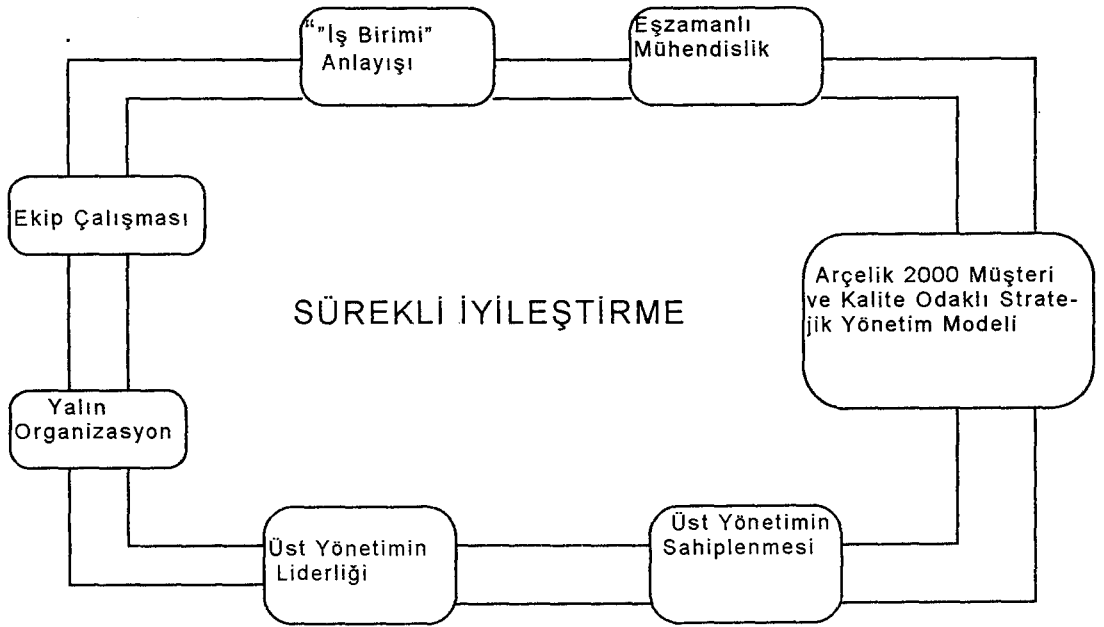 “”İş Birimi”
Anlayışı
Eşzamanlı
Mühendislik
Ekip Çalışması
Arçelik 2000 Müşteri
ve Kalite Odaklı Strate-
jik Yönetim Modeli
SÜREKLİ İYİLEŞTİRME
Yalın
Organizasyon
Üst Yönetimin
Liderliği
Üst Yönetimin
Sahiplenmesi